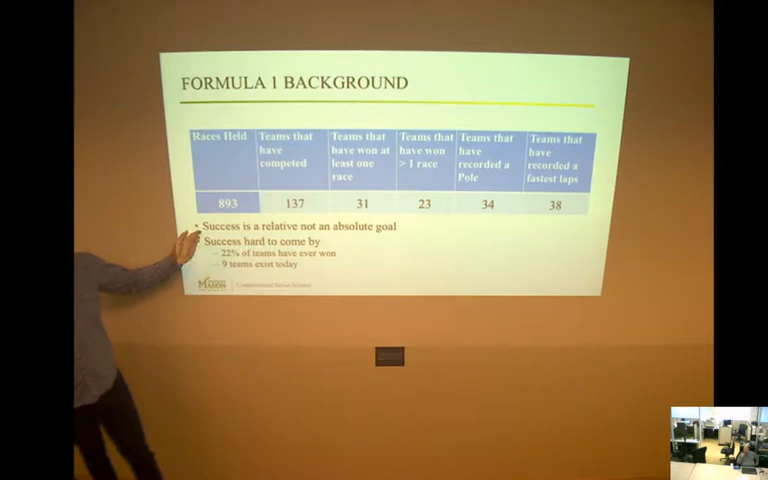 FORMULA 1 BACKGROUND
Races Held
Teams that have competed
Teams that have won at least one race
Teams that have won > 1 race
Teams that have recorded a Pole
Teams that have recorded a fastest laps
893 137 31 23 34 38
• Success is a relative not an absolute goal
Success hard to come by
– 22% of teams have ever won
– 9 teams exist today
MASON
Computational Social Science